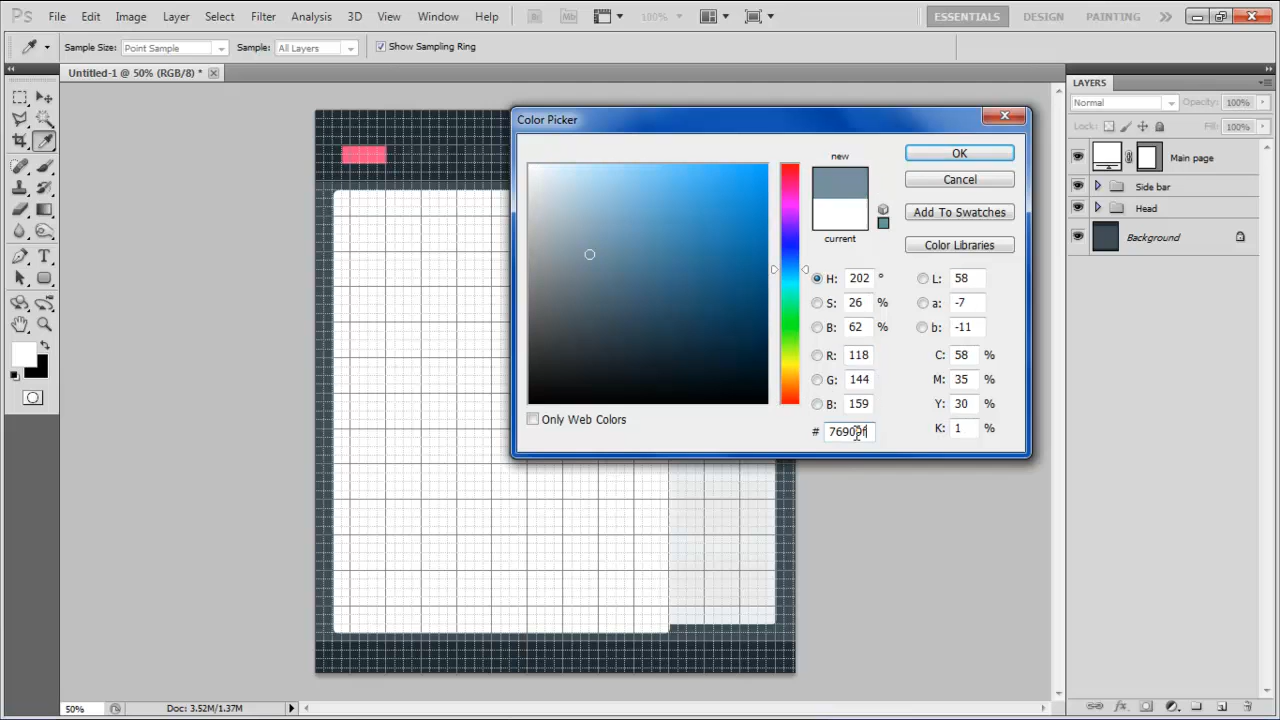 Ps File Edit Image Layer Select Filter Analysis 3D View Window Help Br Mb 100% ESSENTIALS DESIGN PAINTING
Sample Size: Point Sample Sample: All Layers Show Sampling Ring
Untitled-1 @ 50% (RGB/8) *
LAYERS
Normal Opacity: 100%
Lock: Fill: 100%
Main page
Side bar
Head
Background
Color Picker
new
current
OK
Cancel
Add To Swatches
Color Libraries
H: 202 °
S: 26 %
B: 62 %
R: 118
G: 144
B: 159
# 76909f
L: 58
a: -7
b: -11
C: 58 %
M: 35 %
Y: 30 %
K: 1 %
Only Web Colors
50% Doc: 3.52M/1.37M